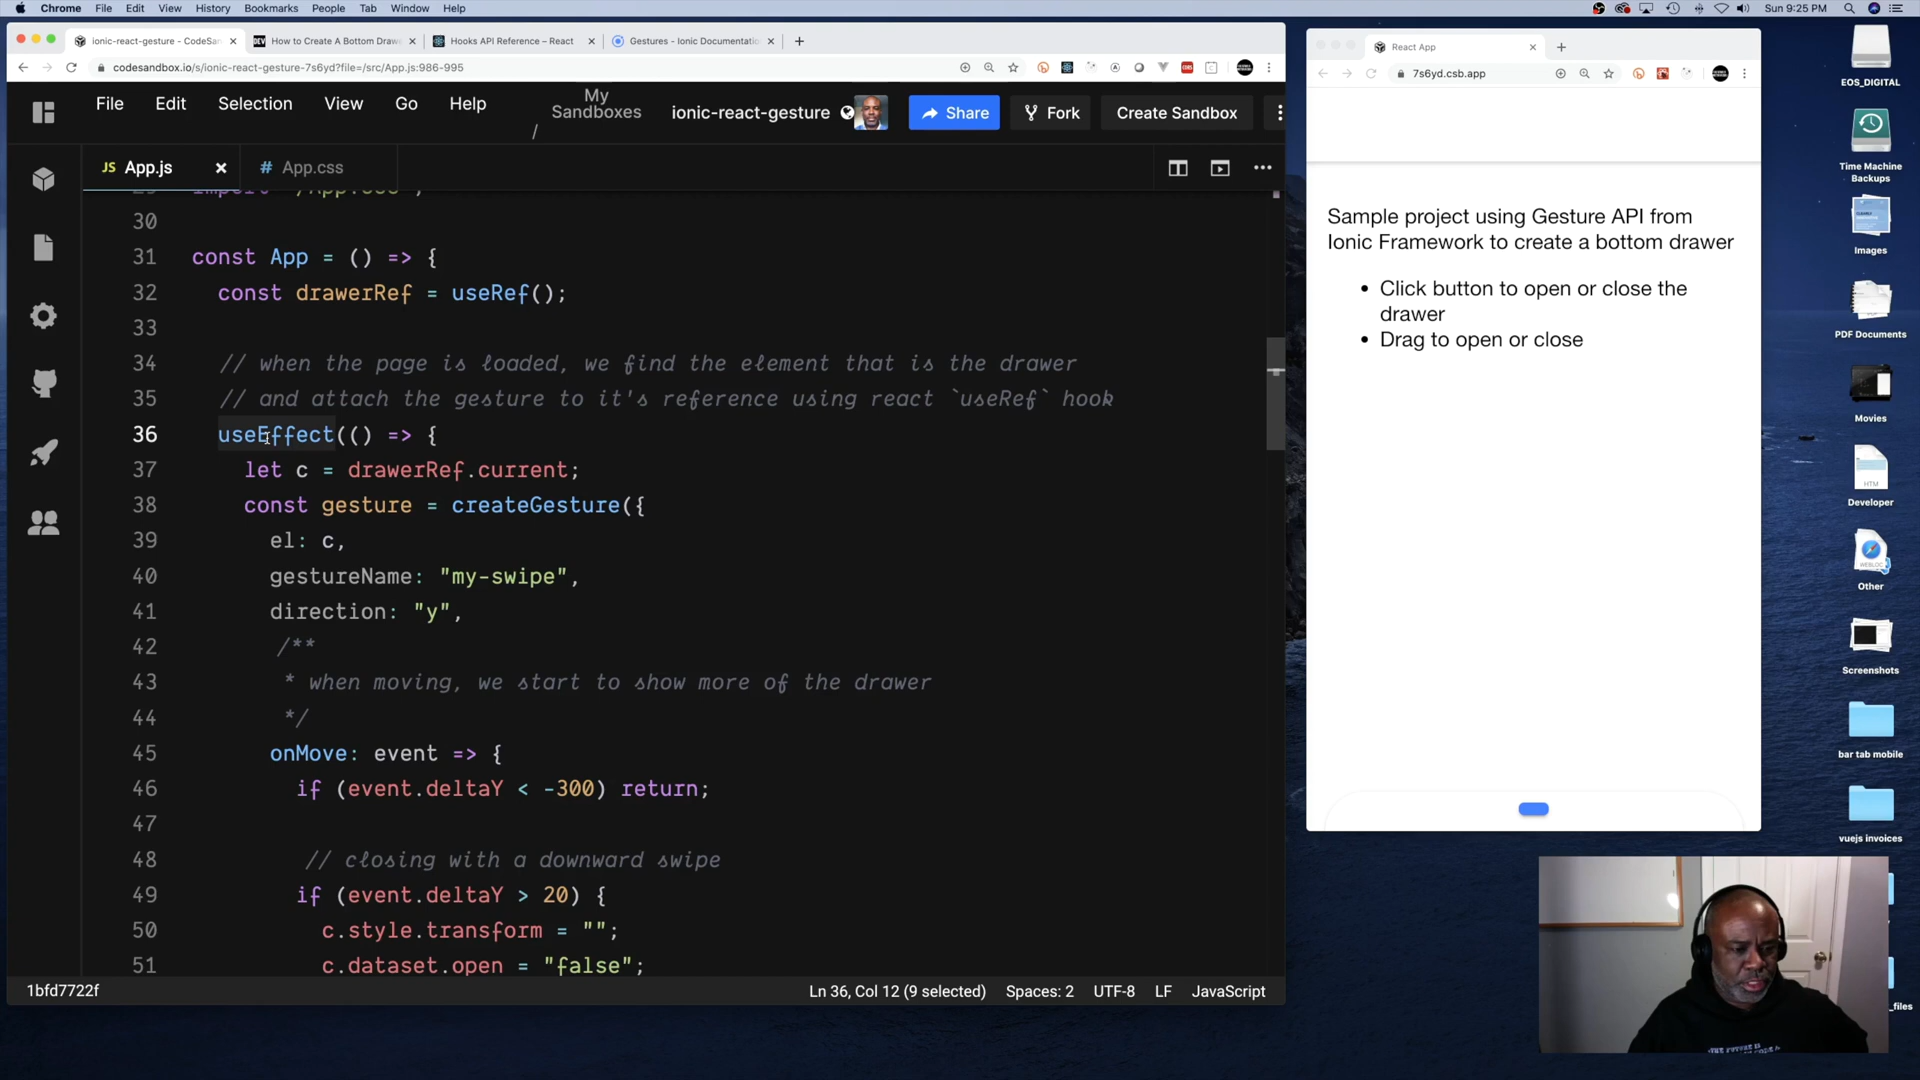 Chrome File Edit View History Bookmarks People Tab Window Help
Sun 9:25 PM
ionic-react-gesture - CodeSan
How to Create A Bottom Drawe
Hooks API Reference – React
Gestures - Ionic Documentatio
codesandbox.io/s/ionic-react-gesture-7s6yd?file=/src/App.js:986-995
File Edit Selection View Go Help
My Sandboxes /
ionic-react-gesture
Share
Fork
Create Sandbox
JS App.js
# App.css
30
31 const App = () => {
32 const drawerRef = useRef();
33
34 // when the page is loaded, we find the element that is the drawer
35 // and attach the gesture to it's reference using react `useRef` hook
36 useEffect(() => {
37 let c = drawerRef.current;
38 const gesture = createGesture({
39 el: c,
40 gestureName: "my-swipe",
41 direction: "y",
42 /**
43 * when moving, we start to show more of the drawer
44 */
45 onMove: event => {
46 if (event.deltaY < -300) return;
47
48 // closing with a downward swipe
49 if (event.deltaY > 20) {
50 c.style.transform = "";
51 c.dataset.open = "false";
1bfd7722f
Ln 36, Col 12 (9 selected) Spaces: 2 UTF-8 LF JavaScript
React App
7s6yd.csb.app
Sample project using Gesture API from
Ionic Framework to create a bottom drawer
• Click button to open or close the
drawer
• Drag to open or close
EOS_DIGITAL
Time Machine
Backups
Images
PDF Documents
Movies
HTM
Developer
WEBLOC
Other
Screenshots
bar tab mobile
vuejs invoices
_files